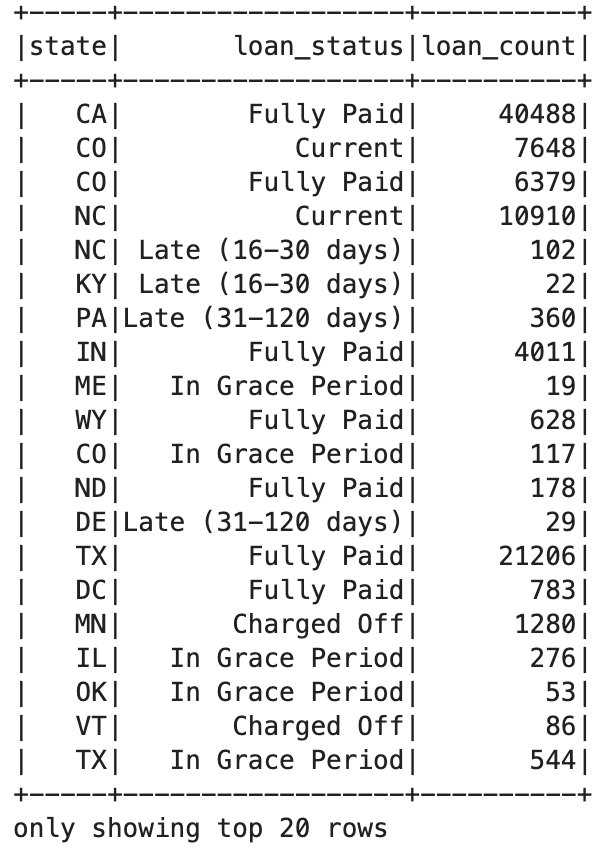 +-----+------------------+----------+
|state|       loan_status|loan_count|
+-----+------------------+----------+
|   CA|        Fully Paid|     40488|
|   CO|           Current|      7648|
|   CO|        Fully Paid|      6379|
|   NC|           Current|     10910|
|   NC| Late (16-30 days)|       102|
|   KY| Late (16-30 days)|        22|
|   PA|Late (31-120 days)|       360|
|   IN|        Fully Paid|      4011|
|   ME|   In Grace Period|        19|
|   WY|        Fully Paid|       628|
|   CO|   In Grace Period|       117|
|   ND|        Fully Paid|       178|
|   DE|Late (31-120 days)|        29|
|   TX|        Fully Paid|     21206|
|   DC|        Fully Paid|       783|
|   MN|       Charged Off|      1280|
|   IL|   In Grace Period|       276|
|   OK|   In Grace Period|        53|
|   VT|       Charged Off|        86|
|   TX|   In Grace Period|       544|
+-----+------------------+----------+
only showing top 20 rows